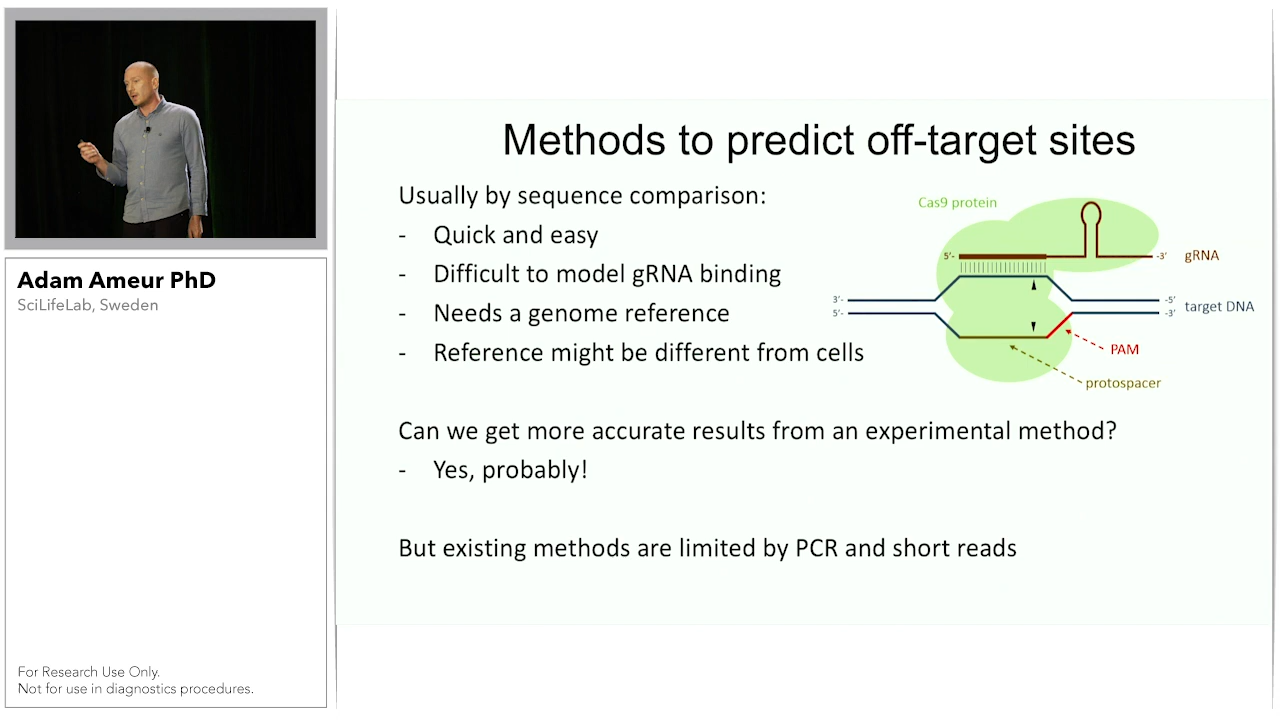 Adam Ameur PhD
SciLifeLab, Sweden
For Research Use Only.
Not for use in diagnostics procedures.
Methods to predict off-target sites
Usually by sequence comparison:
- Quick and easy
- Difficult to model gRNA binding
- Needs a genome reference
- Reference might be different from cells
Can we get more accurate results from an experimental method?
- Yes, probably!
But existing methods are limited by PCR and short reads
Cas9 protein
5'- -3' gRNA
3'- -5'
target DNA
5'- -3'
PAM
protospacer